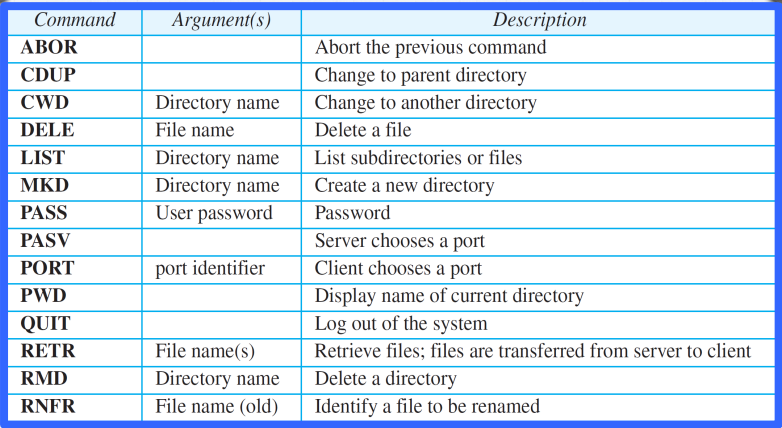 Command Argument(s) Description
ABOR Abort the previous command
CDUP Change to parent directory
CWD Directory name Change to another directory
DELE File name Delete a file
LIST Directory name List subdirectories or files
MKD Directory name Create a new directory
PASS User password Password
PASV Server chooses a port
PORT port identifier Client chooses a port
PWD Display name of current directory
QUIT Log out of the system
RETR File name(s) Retrieve files; files are transferred from server to client
RMD Directory name Delete a directory
RNFR File name (old) Identify a file to be renamed